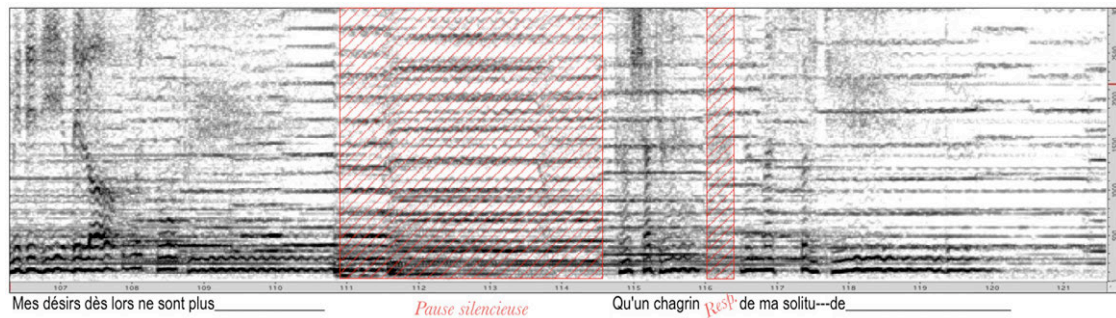 107 108 109 110 111 112 113 114 115 116 117 118 119 120 121
Mes désirs dès lors ne sont plus____________________ Pause silencieuse Qu'un chagrin Resp. de ma solitu---de________________________